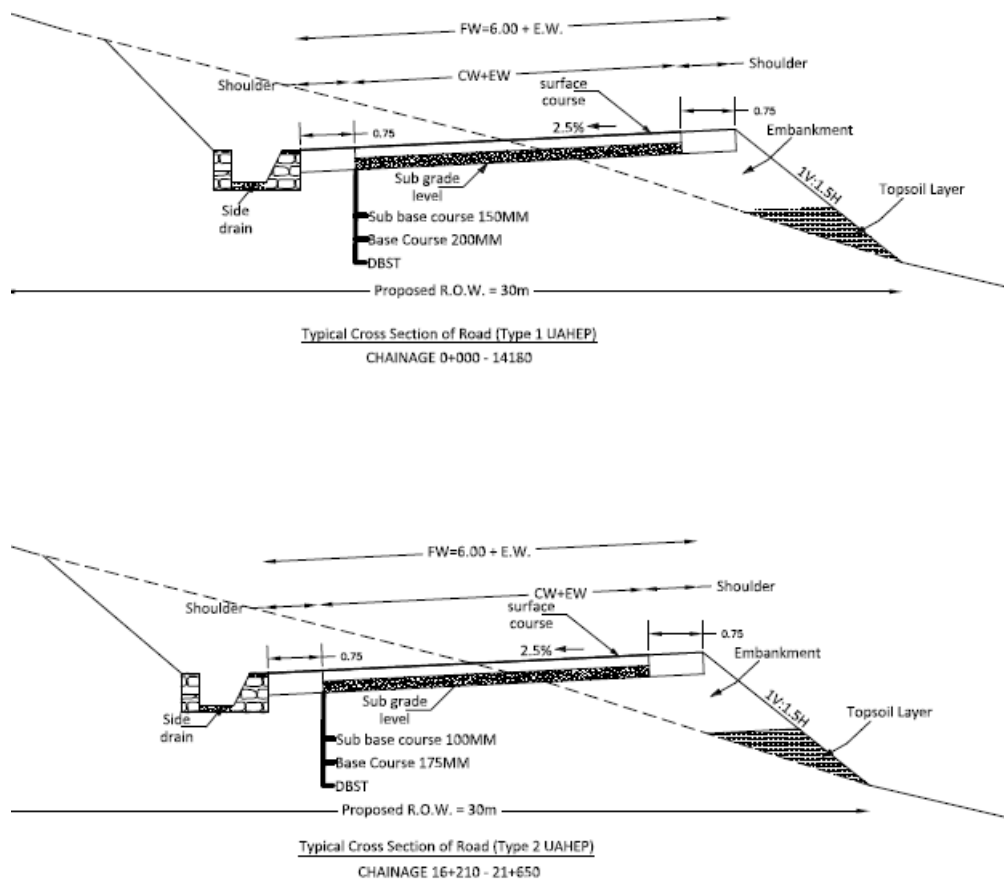 FW=6.00 + E.W.
Shoulder
CW+EW
Shoulder
surface
course
0.75
2.5%
0.75
Embankment
1V:1.5H
Topsoil Layer
Sub grade
level
Side
drain
Sub base course 150MM
Base Course 200MM
DBST
Proposed R.O.W. = 30m
Typical Cross Section of Road (Type 1 UAHEP)
CHAINAGE 0+000 - 14180
FW=6.00 + E.W.
Shoulder
CW+EW
Shoulder
surface
course
0.75
2.5%
0.75
Embankment
1V:1.5H
Topsoil Layer
Sub grade
level
Side
drain
Sub base course 100MM
Base Course 175MM
DBST
Proposed R.O.W. = 30m
Typical Cross Section of Road (Type 2 UAHEP)
CHAINAGE 16+210 - 21+650